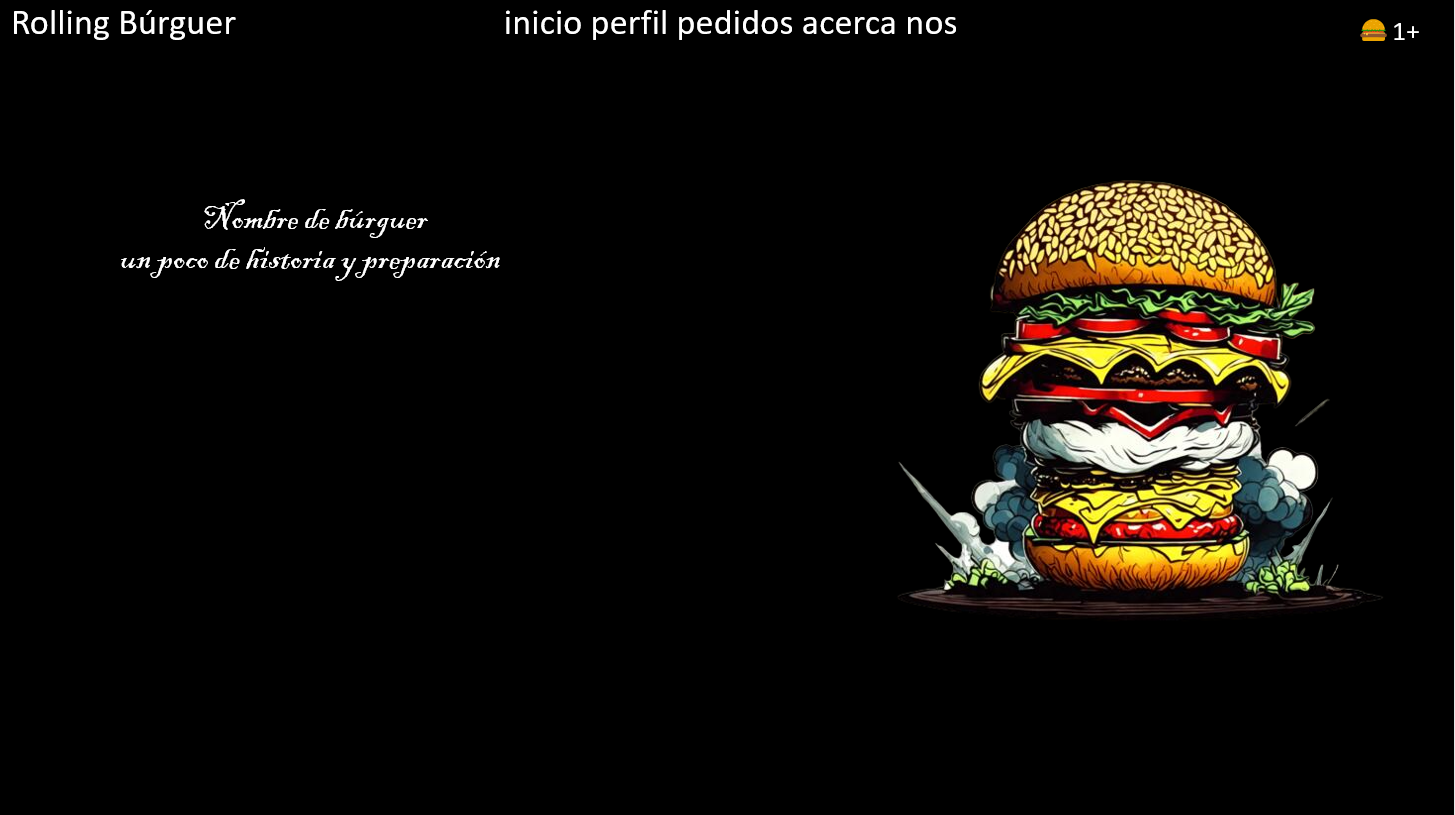 Rolling Búrguer
inicio perfil pedidos acerca nos
1+
Nombre de búrguer
un poco de historia y preparación